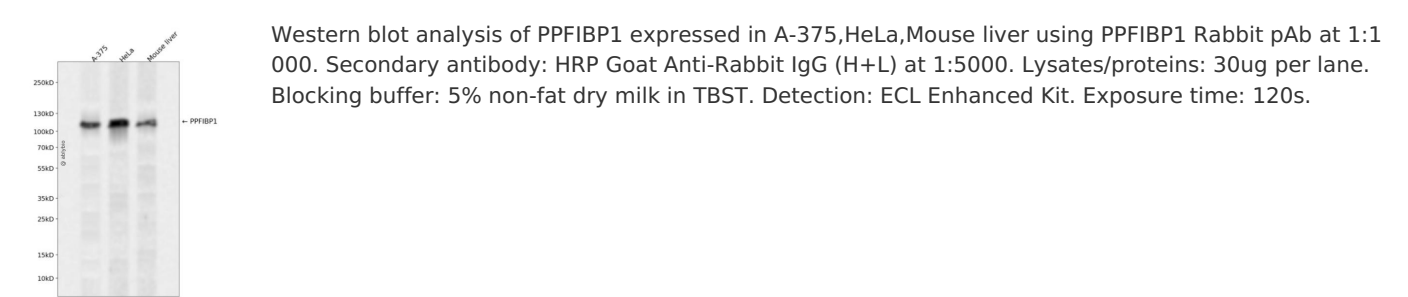 A-375
HeLa
Mouse liver
250kD
130kD
100kD
70kD
55kD
35kD
25kD
15kD
10kD
← PPFIBP1
Western blot analysis of PPFIBP1 expressed in A-375,HeLa,Mouse liver using PPFIBP1 Rabbit pAb at 1:1
000. Secondary antibody: HRP Goat Anti-Rabbit IgG (H+L) at 1:5000. Lysates/proteins: 30ug per lane.
Blocking buffer: 5% non-fat dry milk in TBST. Detection: ECL Enhanced Kit. Exposure time: 120s.